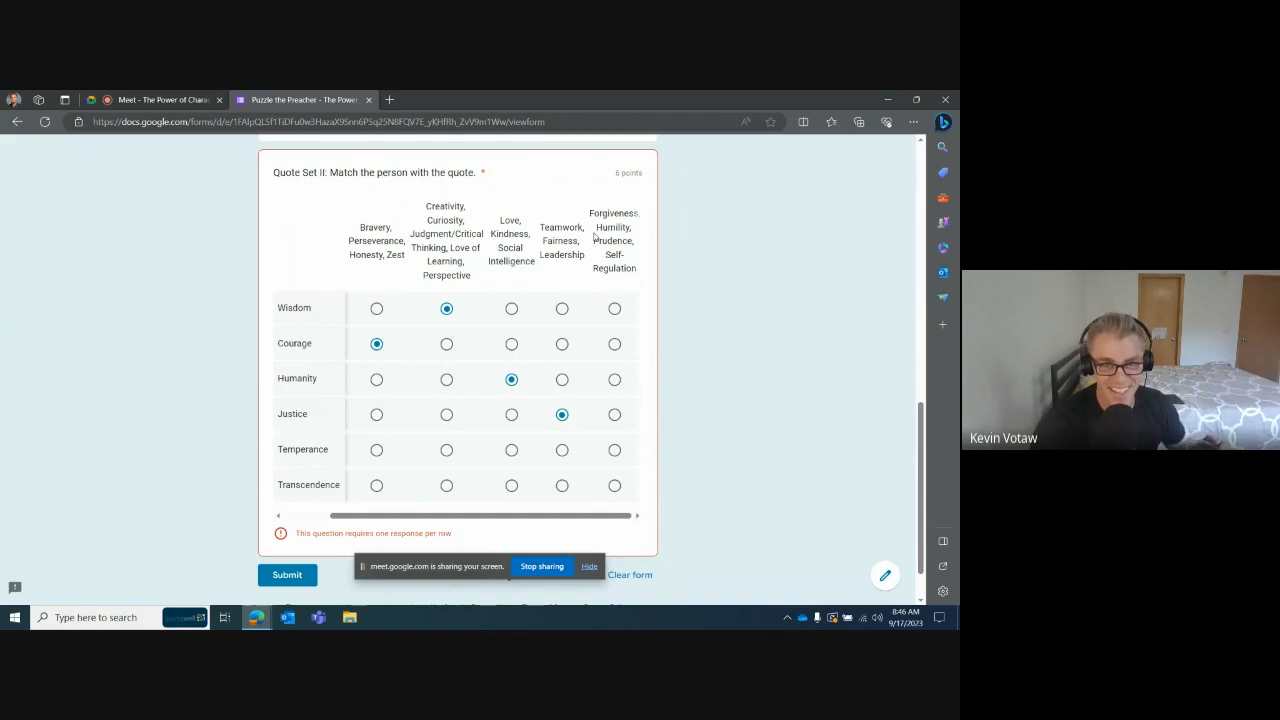 Meet - The Power of Charac
Puzzle the Preacher - The Power
https://docs.google.com/forms/d/e/1FAIpQLSf1TiDFu0w3HazaX9Snn6PSq25N8FQV7E_yKHfRh_ZvV9m1Ww/viewform
Quote Set II: Match the person with the quote. *
6 points
Bravery,
Perseverance,
Honesty, Zest
Creativity,
Curiosity,
Judgment/Critical
Thinking, Love of
Learning,
Perspective
Love,
Kindness,
Social
Intelligence
Teamwork,
Fairness,
Leadership
Forgiveness,
Humility,
Prudence,
Self-
Regulation
Wisdom
Courage
Humanity
Justice
Temperance
Transcendence
This question requires one response per row
meet.google.com is sharing your screen.
Stop sharing
Hide
Submit
Clear form
Type here to search
8:46 AM
9/17/2023
Kevin Votaw